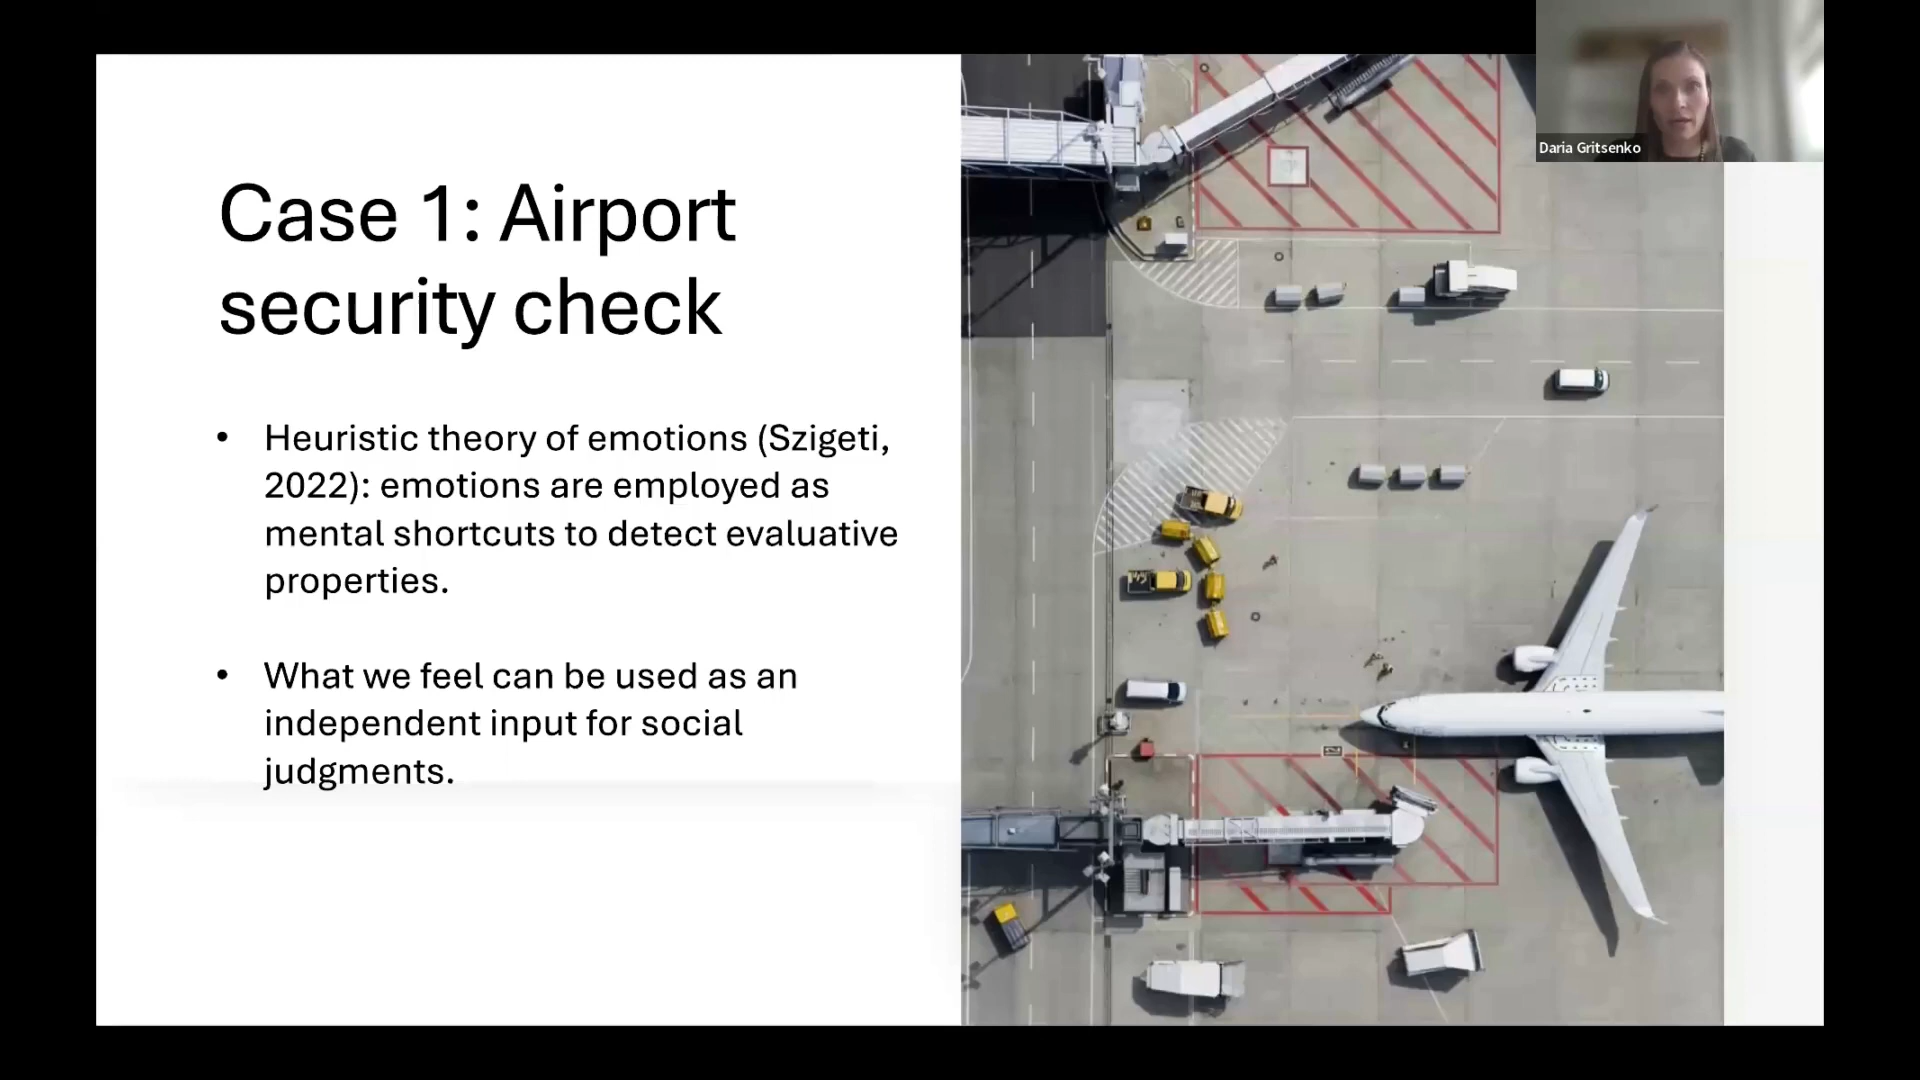 Daria Gritsenko
Case 1: Airport
security check
• Heuristic theory of emotions (Szigeti,
2022): emotions are employed as
mental shortcuts to detect evaluative
properties.
• What we feel can be used as an
independent input for social
judgments.